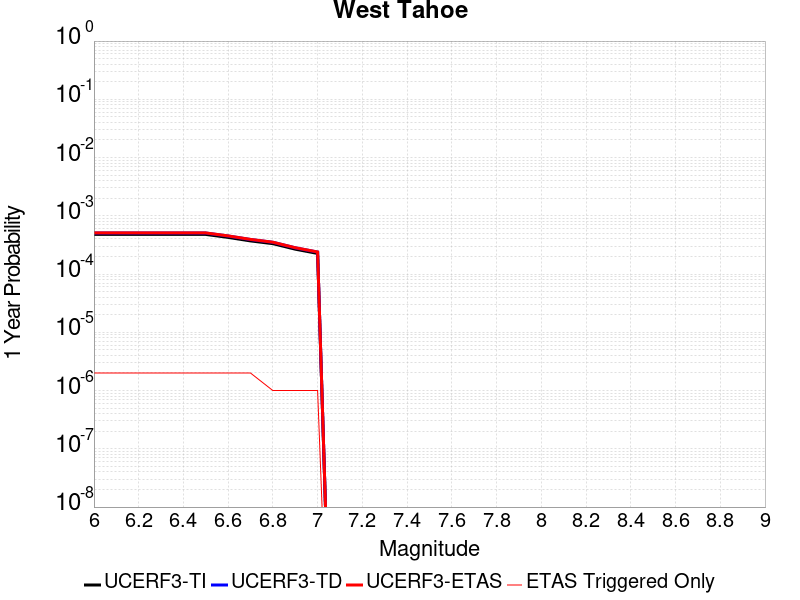 West Tahoe
10^0
10^-1
10^-2
10^-3
10^-4
10^-5
10^-6
10^-7
10^-8
1 Year Probability
6 6.2 6.4 6.6 6.8 7 7.2 7.4 7.6 7.8 8 8.2 8.4 8.6 8.8 9
Magnitude
UCERF3-TI UCERF3-TD UCERF3-ETAS ETAS Triggered Only